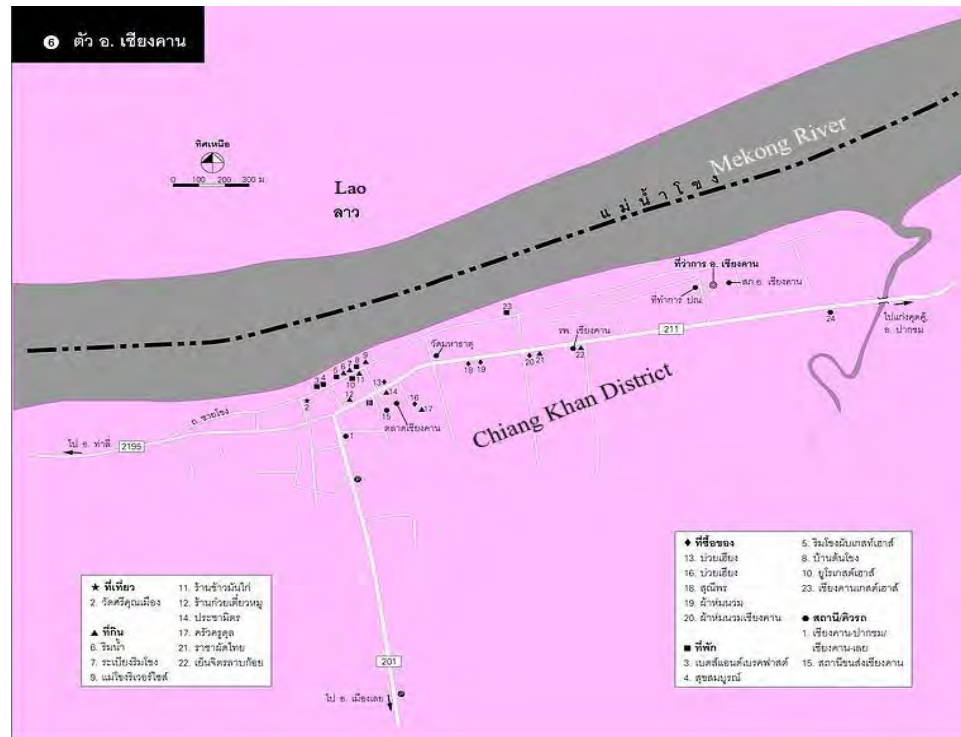 6 ตัว อ. เชียงคาน
ทิศเหนือ
0 100 200 300 ม.
Lao
ลาว
Mekong River
แม่น้ำโขง
ที่ว่าการ อ. เชียงคาน
สภ.อ. เชียงคาน
ที่ทำการ ปณ.
23
24
ไปแก่งคุดคู้,
อ. ปากชม
211
รพ. เชียงคาน
22
วัดมหาธาตุ
18
19
20
21
Chiang Khan District
9
8
7
6
5
4
3
10
11
12
2
13
14
15
16
17
ตลาดเชียงคาน
ถ. ชายโขง
ไป อ. ท่าลี่
2195
1
201
ไป อ. เมืองเลย
★ ที่เที่ยว
2. วัดศรีคุณเมือง
▲ ที่กิน
6. ริมน้ำ
7. ระเบียงริมโขง
9. แม่โขงริเวอร์ไซส์
11. ร้านข้าวมันไก่
12. ร้านก๋วยเตี๋ยวหมู
14. ประชามิตร
17. ครัวครูตุล
21. ราชาผัดไทย
22. เย็นจิตรลาบก้อย
♦ ที่ซื้อของ
13. บ่วยเฮียง
16. บ่วยเฮียง
18. สุณีพร
19. ผ้าห่มนวม
20. ผ้าห่มนวมเชียงคาน
■ ที่พัก
3. เบดส์แอนด์เบรคฟาสต์
4. สุขสมบูรณ์
5. ริมโขงผับเกสท์เฮาส์
8. บ้านต้นโขง
10. ยูโรเกสต์เฮาส์
23. เชียงคานเกสต์เฮาส์
● สถานี/คิวรถ
1. เชียงคาน-ปากชม/
เชียงคาน-เลย
15. สถานีขนส่งเชียงคาน